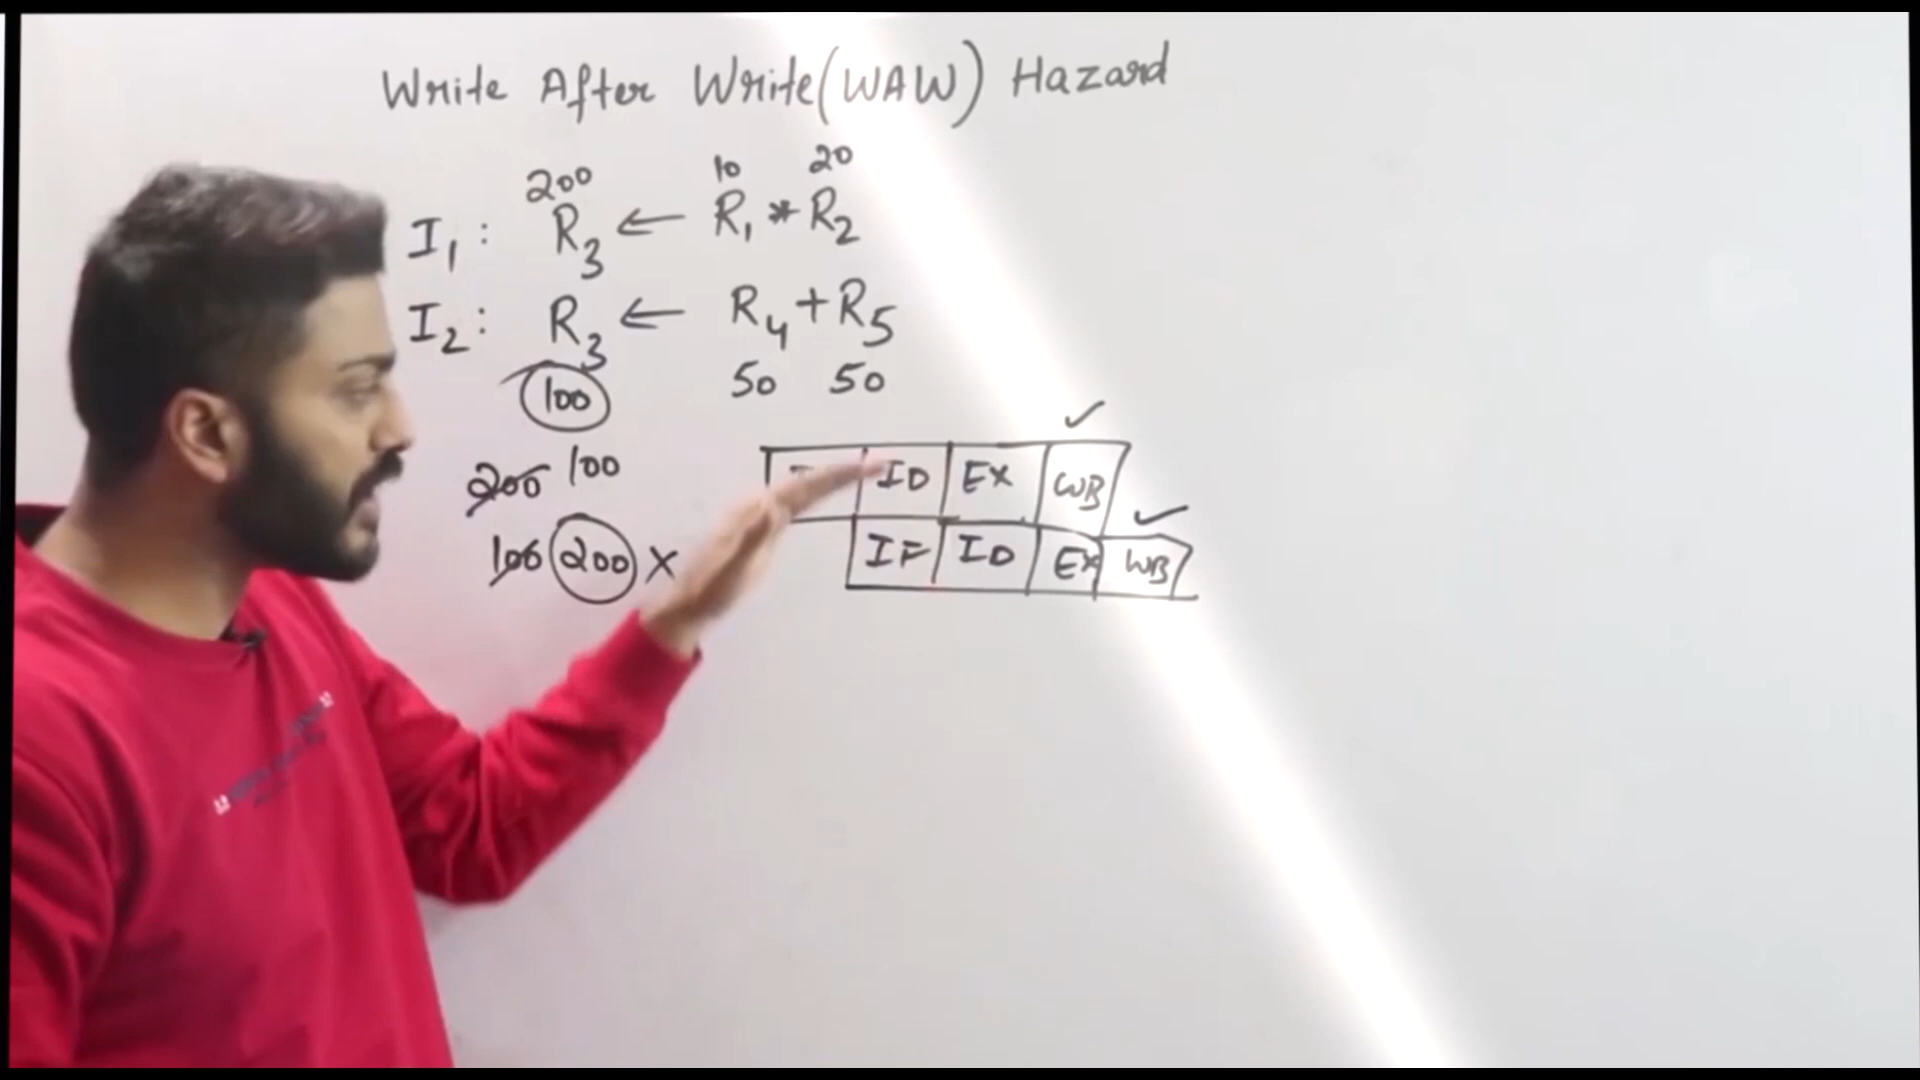 Write After Write (WAW) Hazard
200 10 20
I1: R3 ← R1 * R2
I2: R3 ← R4 + R5
100 50 50
200 100
100 200 X
ID EX WB
IF ID EX WB